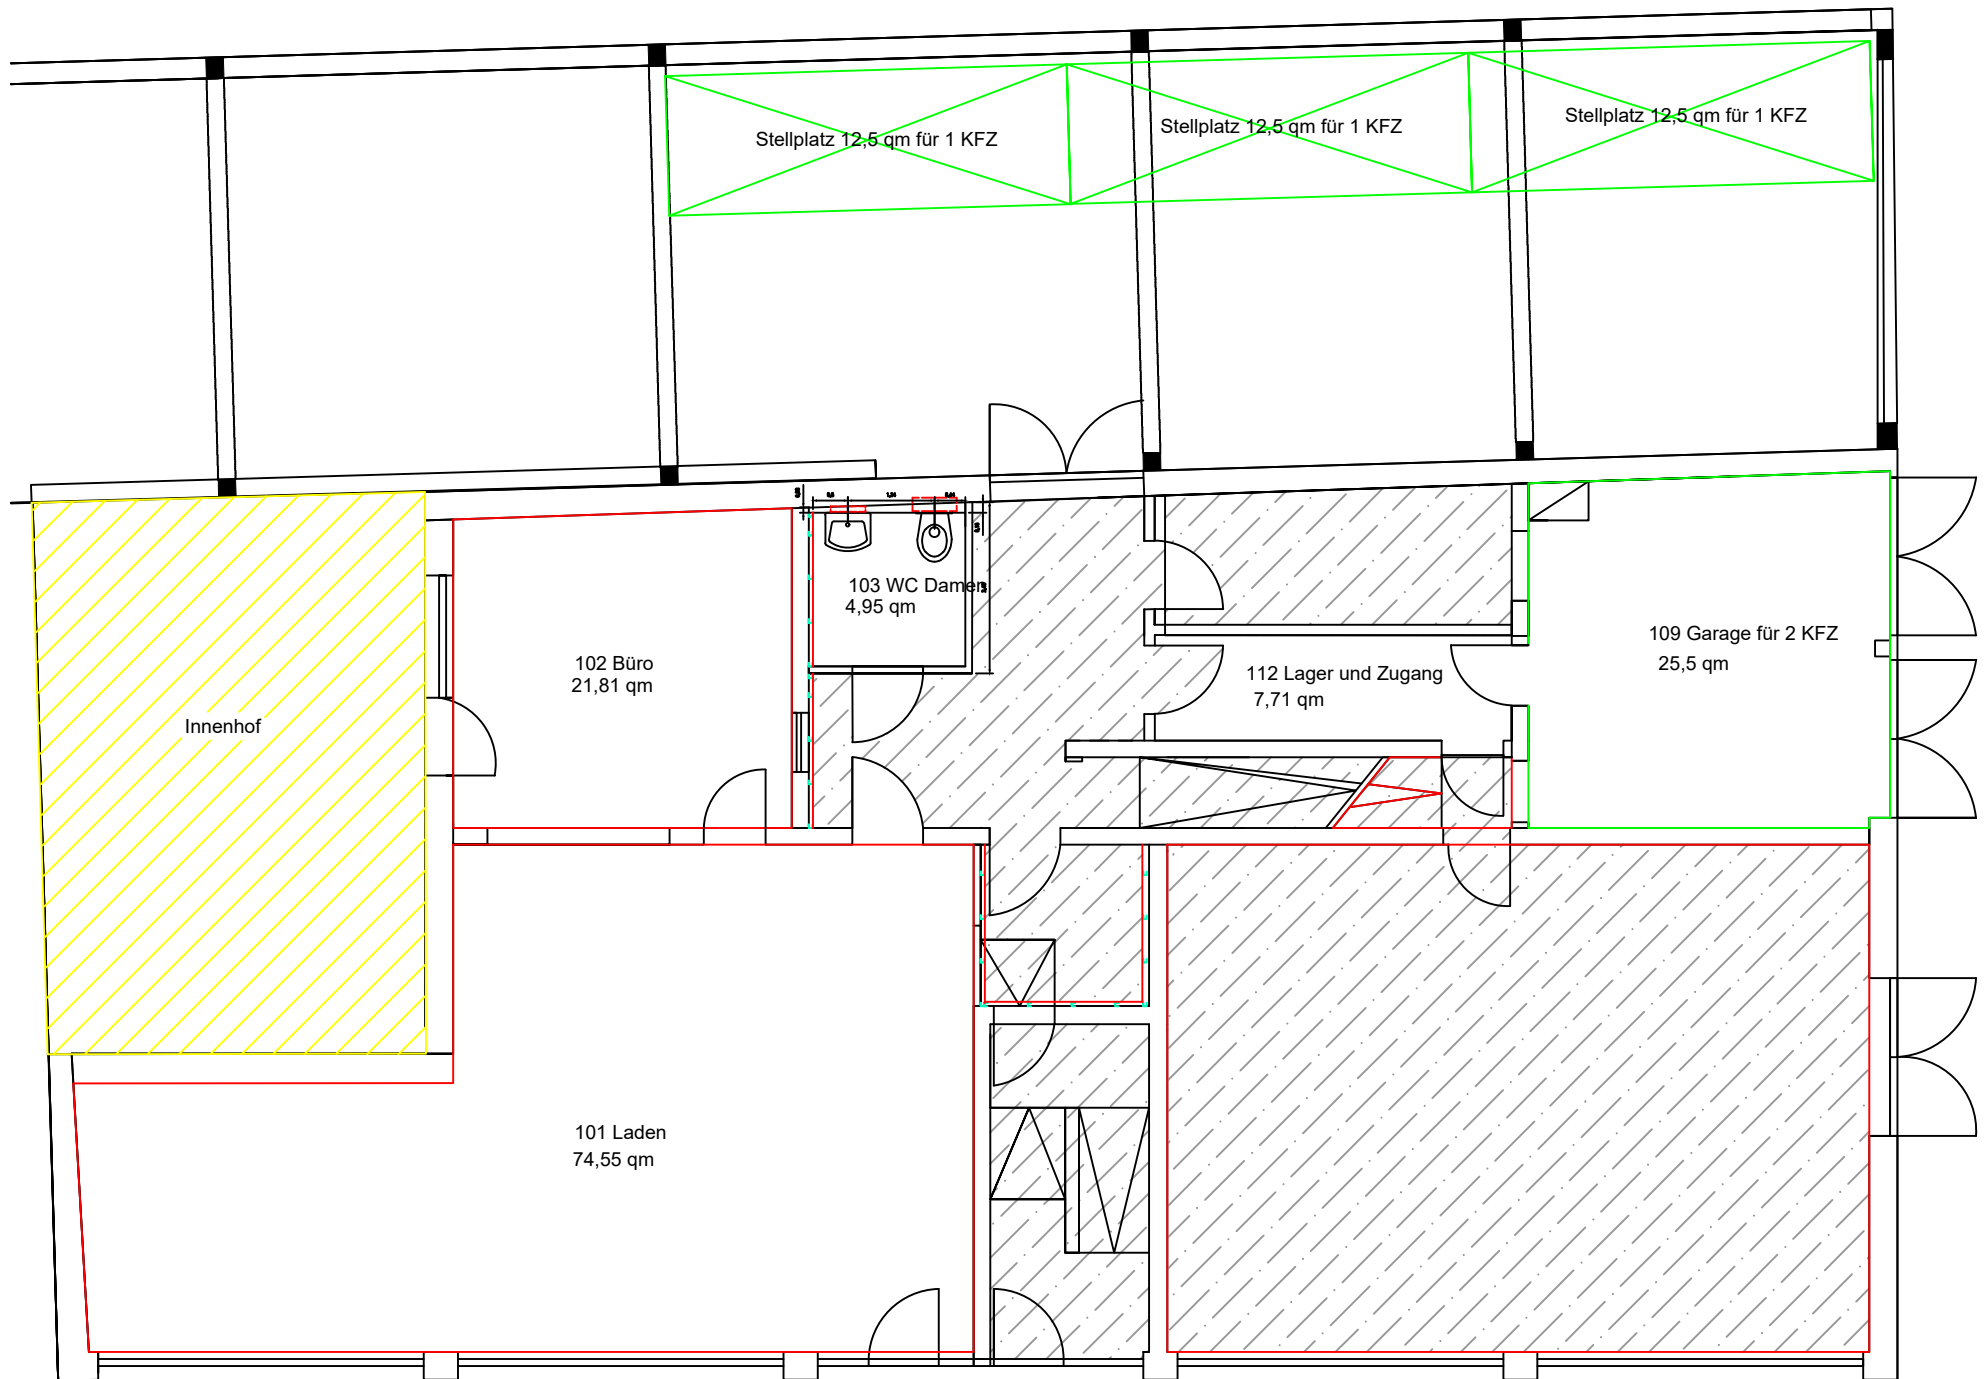 Stellplatz 12,5 qm für 1 KFZ
Stellplatz 12,5 qm für 1 KFZ
Stellplatz 12,5 qm für 1 KFZ
103 WC Damen
4,95 qm
102 Büro
21,81 qm
109 Garage für 2 KFZ
25,5 qm
112 Lager und Zugang
7,71 qm
Innenhof
101 Laden
74,55 qm